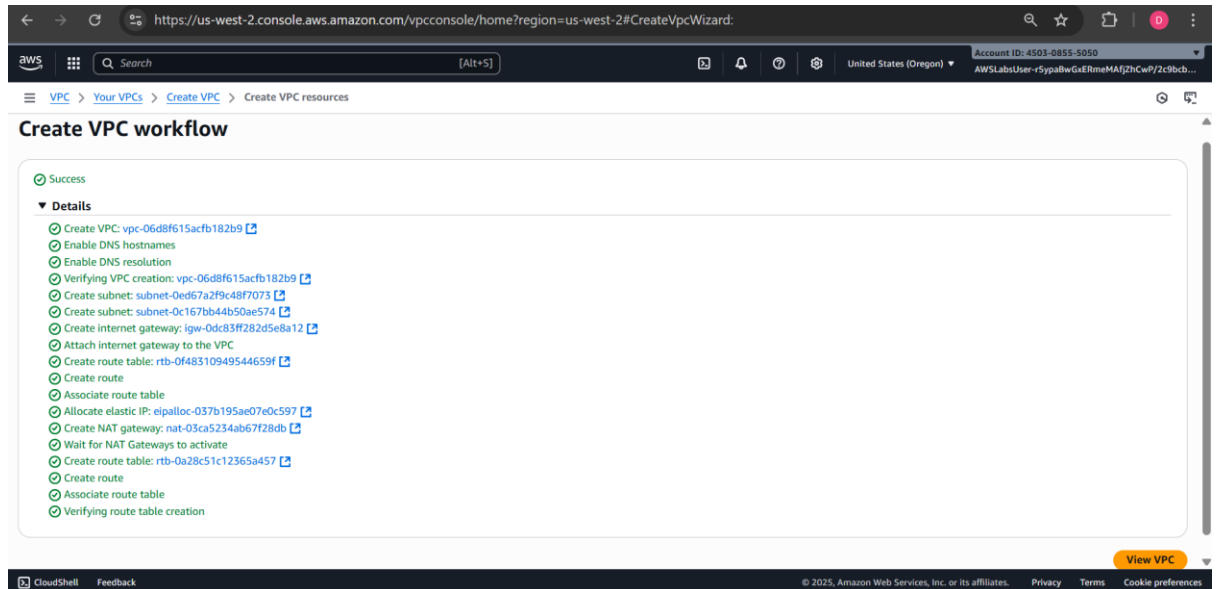 https://us-west-2.console.aws.amazon.com/vpcconsole/home?region=us-west-2#CreateVpcWizard:
D
aws
Search
[Alt+S]
United States (Oregon)
Account ID: 4503-0855-5050
AWSLabsUser-r5ypaBwGxERmeMAfjZhCwP/2c9bcb...
VPC > Your VPCs > Create VPC > Create VPC resources
Create VPC workflow
Success
Details
Create VPC: vpc-06d8f615acfb182b9
Enable DNS hostnames
Enable DNS resolution
Verifying VPC creation: vpc-06d8f615acfb182b9
Create subnet: subnet-0ed67a2f9c48f7073
Create subnet: subnet-0c167bb44b50ae574
Create internet gateway: igw-0dc83ff282d5e8a12
Attach internet gateway to the VPC
Create route table: rtb-0f48310949544659f
Create route
Associate route table
Allocate elastic IP: eipalloc-037b195ae07e0c597
Create NAT gateway: nat-03ca5234ab67f28db
Wait for NAT Gateways to activate
Create route table: rtb-0a28c51c12365a457
Create route
Associate route table
Verifying route table creation
View VPC
CloudShell Feedback
© 2025, Amazon Web Services, Inc. or its affiliates. Privacy Terms Cookie preferences